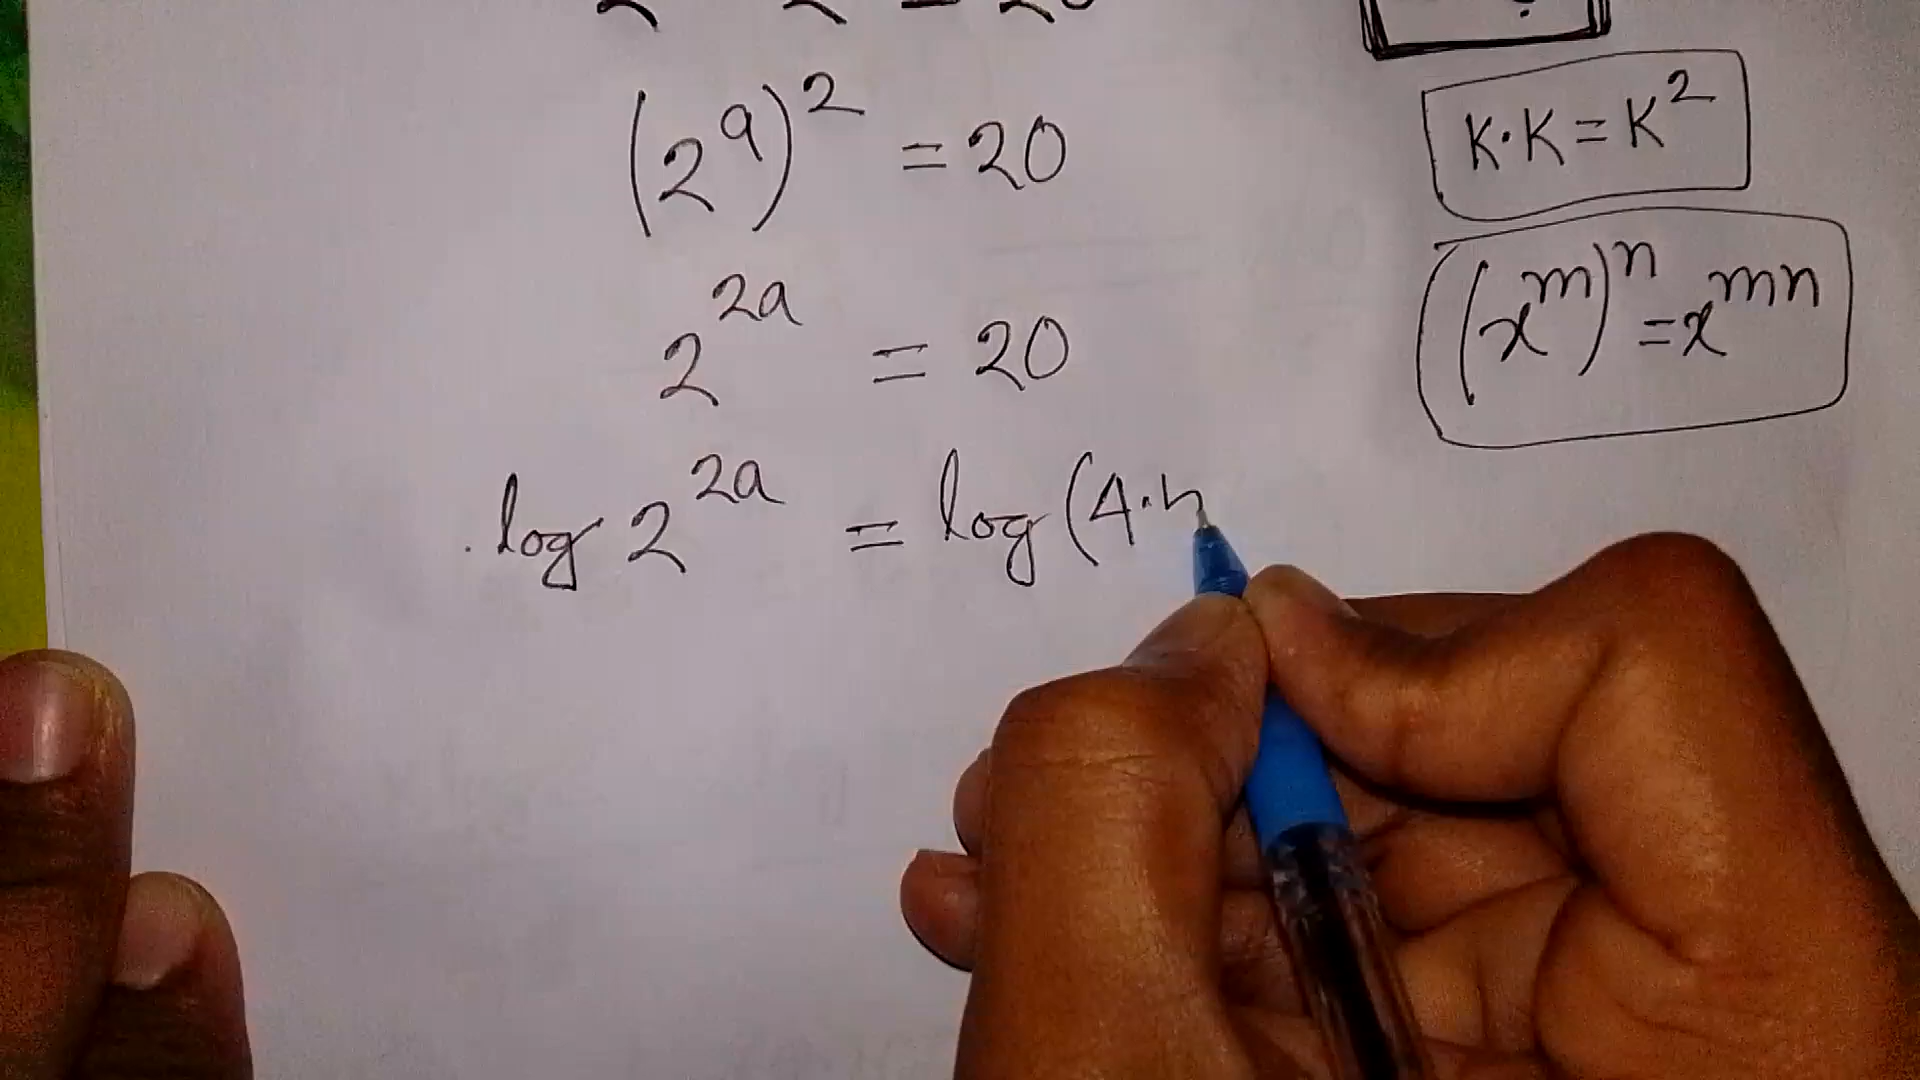 (2^a)^2 = 20
K·K = K^2
2^{2a} = 20
(x^m)^n = x^{mn}
log 2^{2a} = log (4·